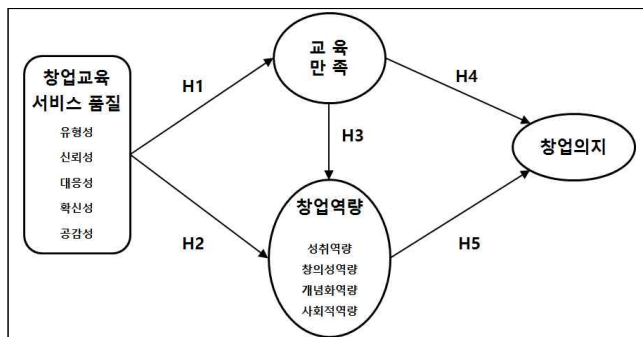 창업교육
서비스 품질
유형성
신뢰성
대응성
확신성
공감성
H1
H2
교 육
만 족
H3
창업역량
성취역량
창의성역량
개념화역량
사회적역량
H4
H5
창업의지